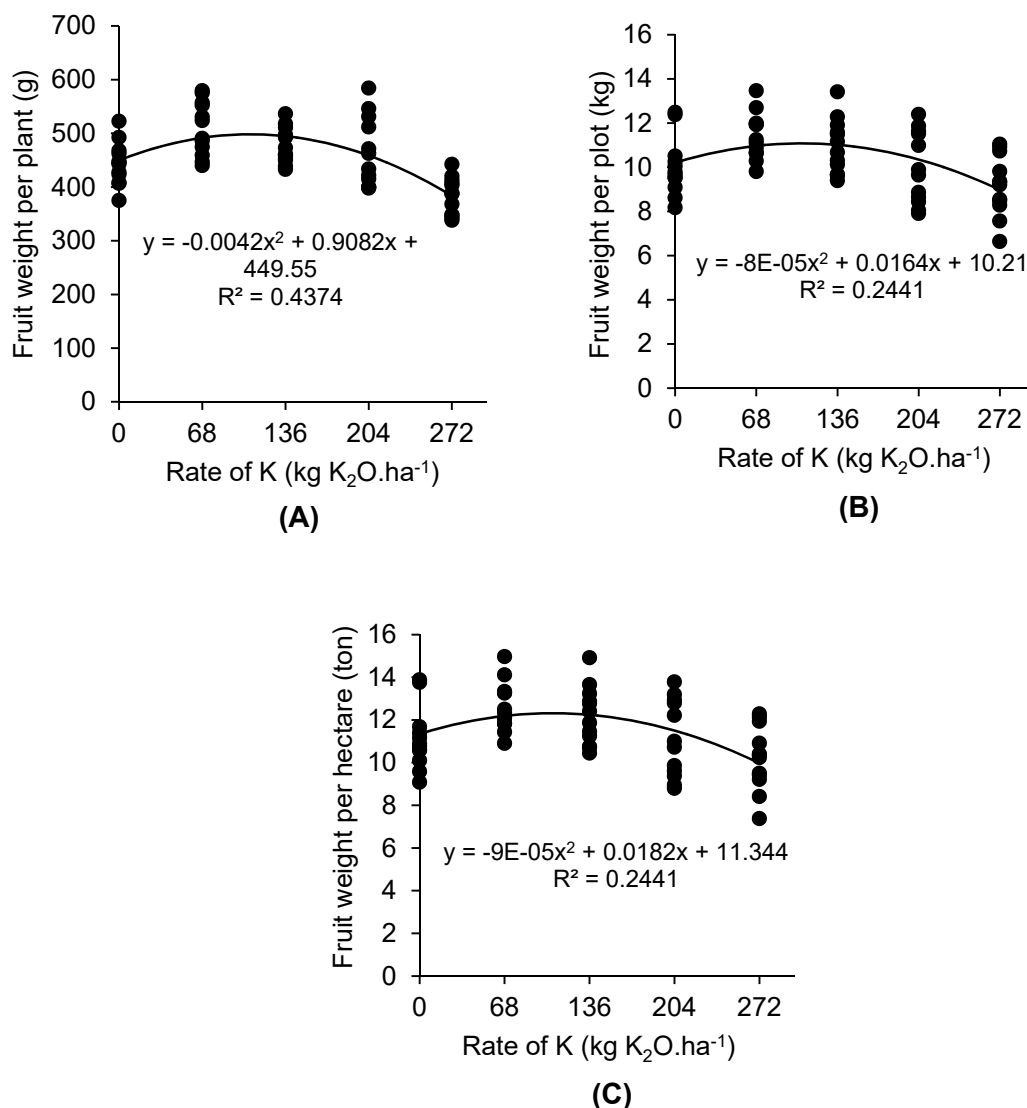 Fruit weight per plant (g)
700
600
500
400
300
200
100
0
y = -0.0042x² + 0.9082x +
449.55
R² = 0.4374
0 68 136 204 272
Rate of K (kg K₂O.ha⁻¹)
(A)
Fruit weight per plot (kg)
16
14
12
10
8
6
4
2
0
y = -8E-05x² + 0.0164x + 10.21
R² = 0.2441
0 68 136 204 272
Rate of K (kg K₂O.ha⁻¹)
(B)
Fruit weight per hectare (ton)
16
14
12
10
8
6
4
2
0
y = -9E-05x² + 0.0182x + 11.344
R² = 0.2441
0 68 136 204 272
Rate of K (kg K₂O.ha⁻¹)
(C)